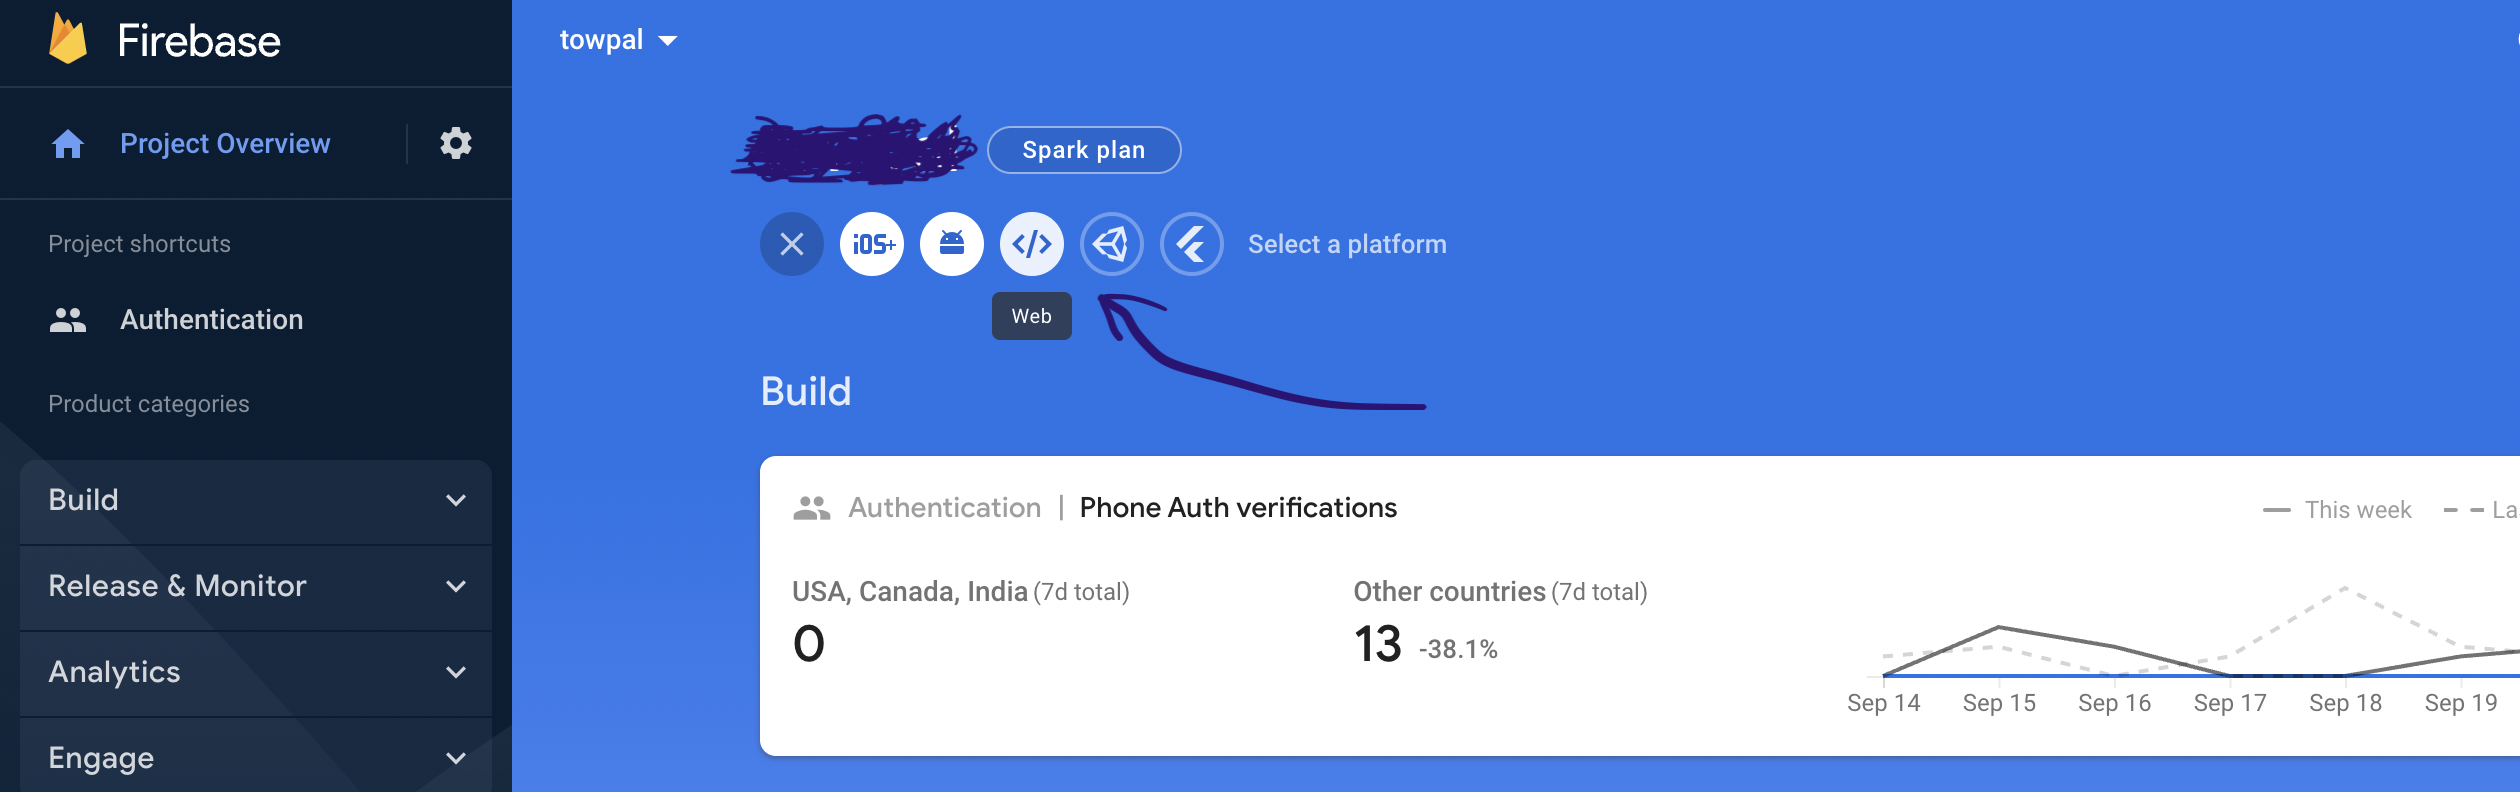 Firebase
towpal
Project Overview
Spark plan
Project shortcuts
iOS+
Select a platform
Web
Authentication
Product categories
Build
Build
Release & Monitor
Analytics
Engage
Authentication | Phone Auth verifications
This week
La
USA, Canada, India (7d total)
0
Other countries (7d total)
13 -38.1%
Sep 14 Sep 15 Sep 16 Sep 17 Sep 18 Sep 19